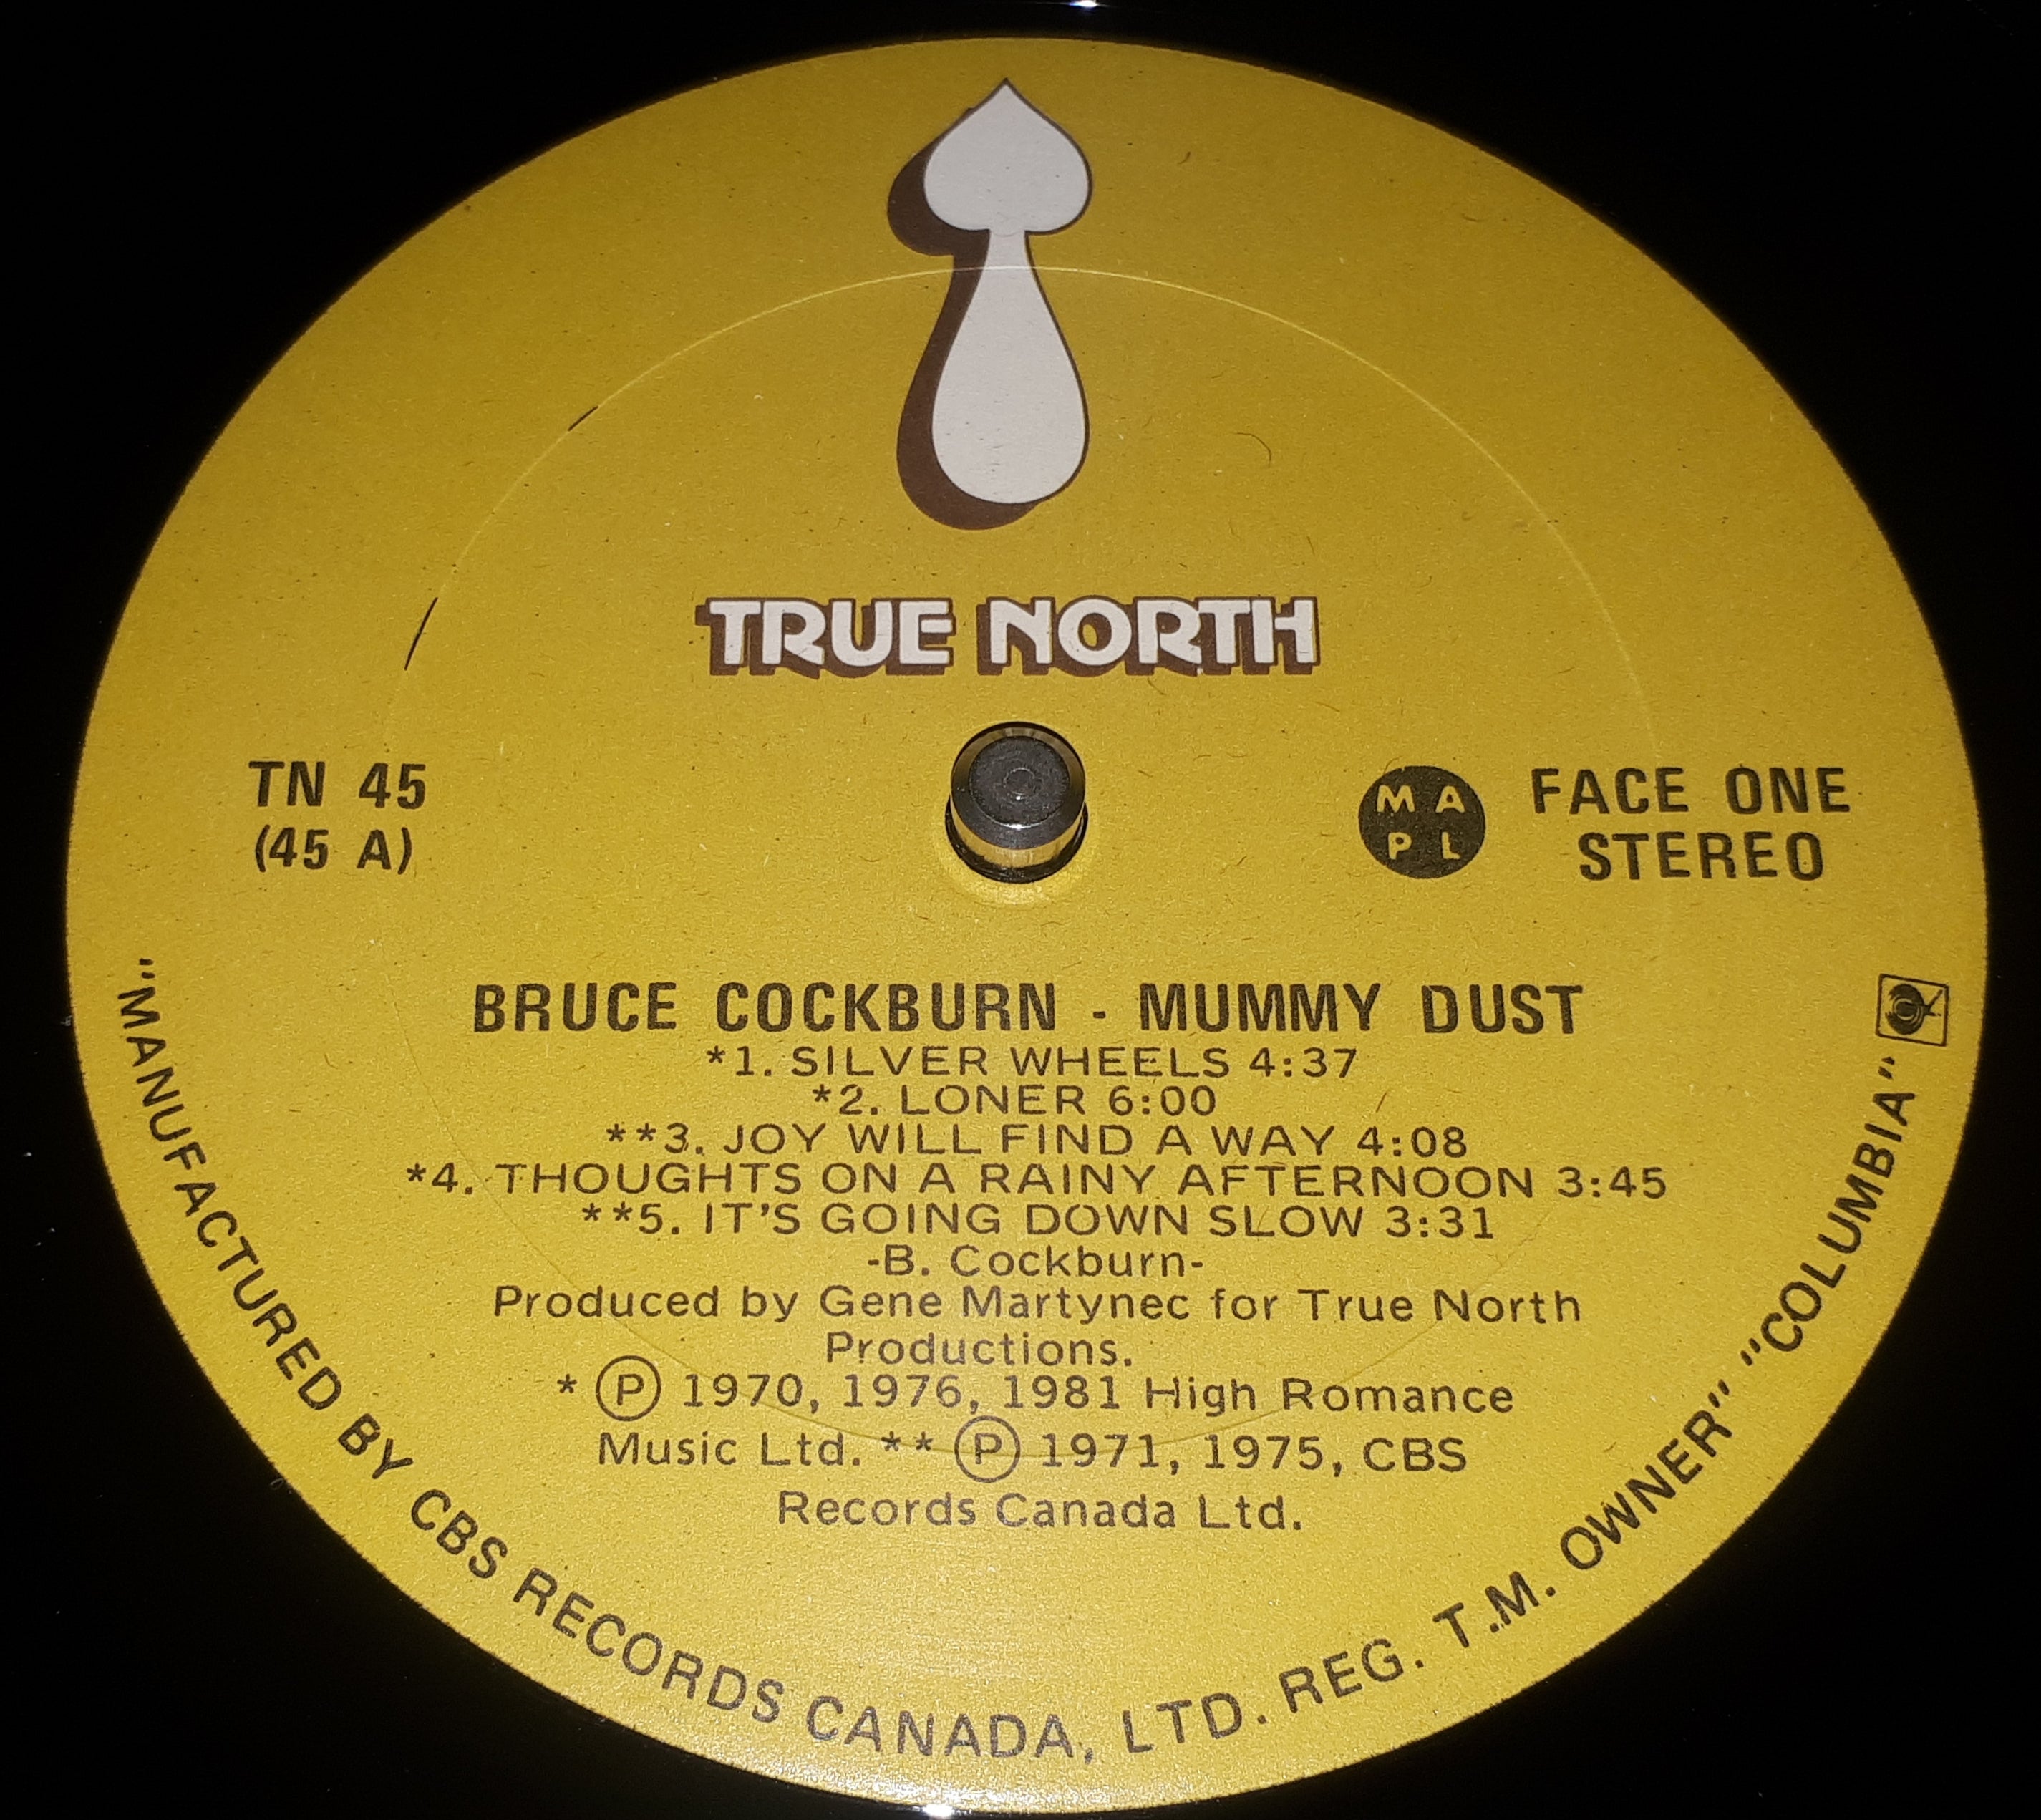 TRUE NORTH
TN 45
(45 A)
M A
P L
FACE ONE
STEREO
BRUCE COCKBURN - MUMMY DUST
*1. SILVER WHEELS 4:37
*2. LONER 6:00
**3. JOY WILL FIND A WAY 4:08
*4. THOUGHTS ON A RAINY AFTERNOON 3:45
**5. IT'S GOING DOWN SLOW 3:31
-B. Cockburn-
Produced by Gene Martynec for True North
Productions.
* Ⓟ 1970, 1976, 1981 High Romance
Music Ltd. ** Ⓟ 1971, 1975, CBS
Records Canada Ltd.
"MANUFACTURED BY CBS RECORDS CANADA, LTD. REG. T.M. OWNER" "COLUMBIA"